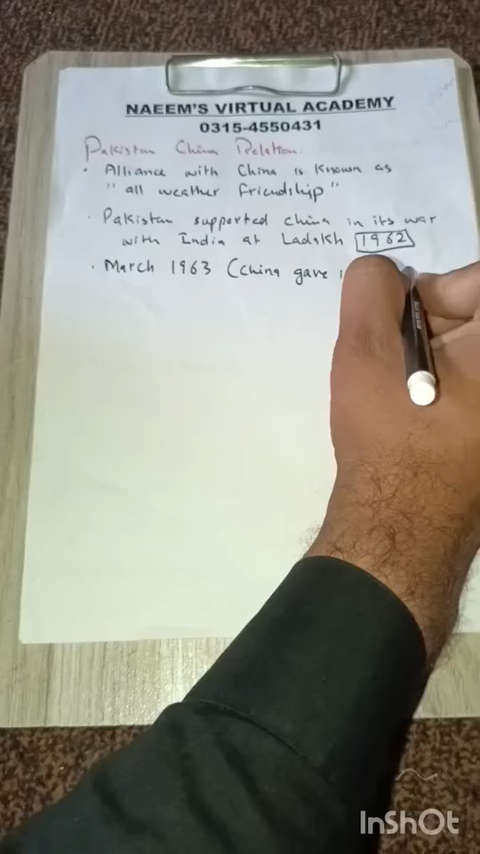 NAEEM'S VIRTUAL ACADEMY
0315-4550431
Pakistan China Relation.
• Alliance with China is known as
" all weather friendship"
• Pakistan supported china in its war
with India at Ladakh 1962
• March 1963 (China gave
InShOt